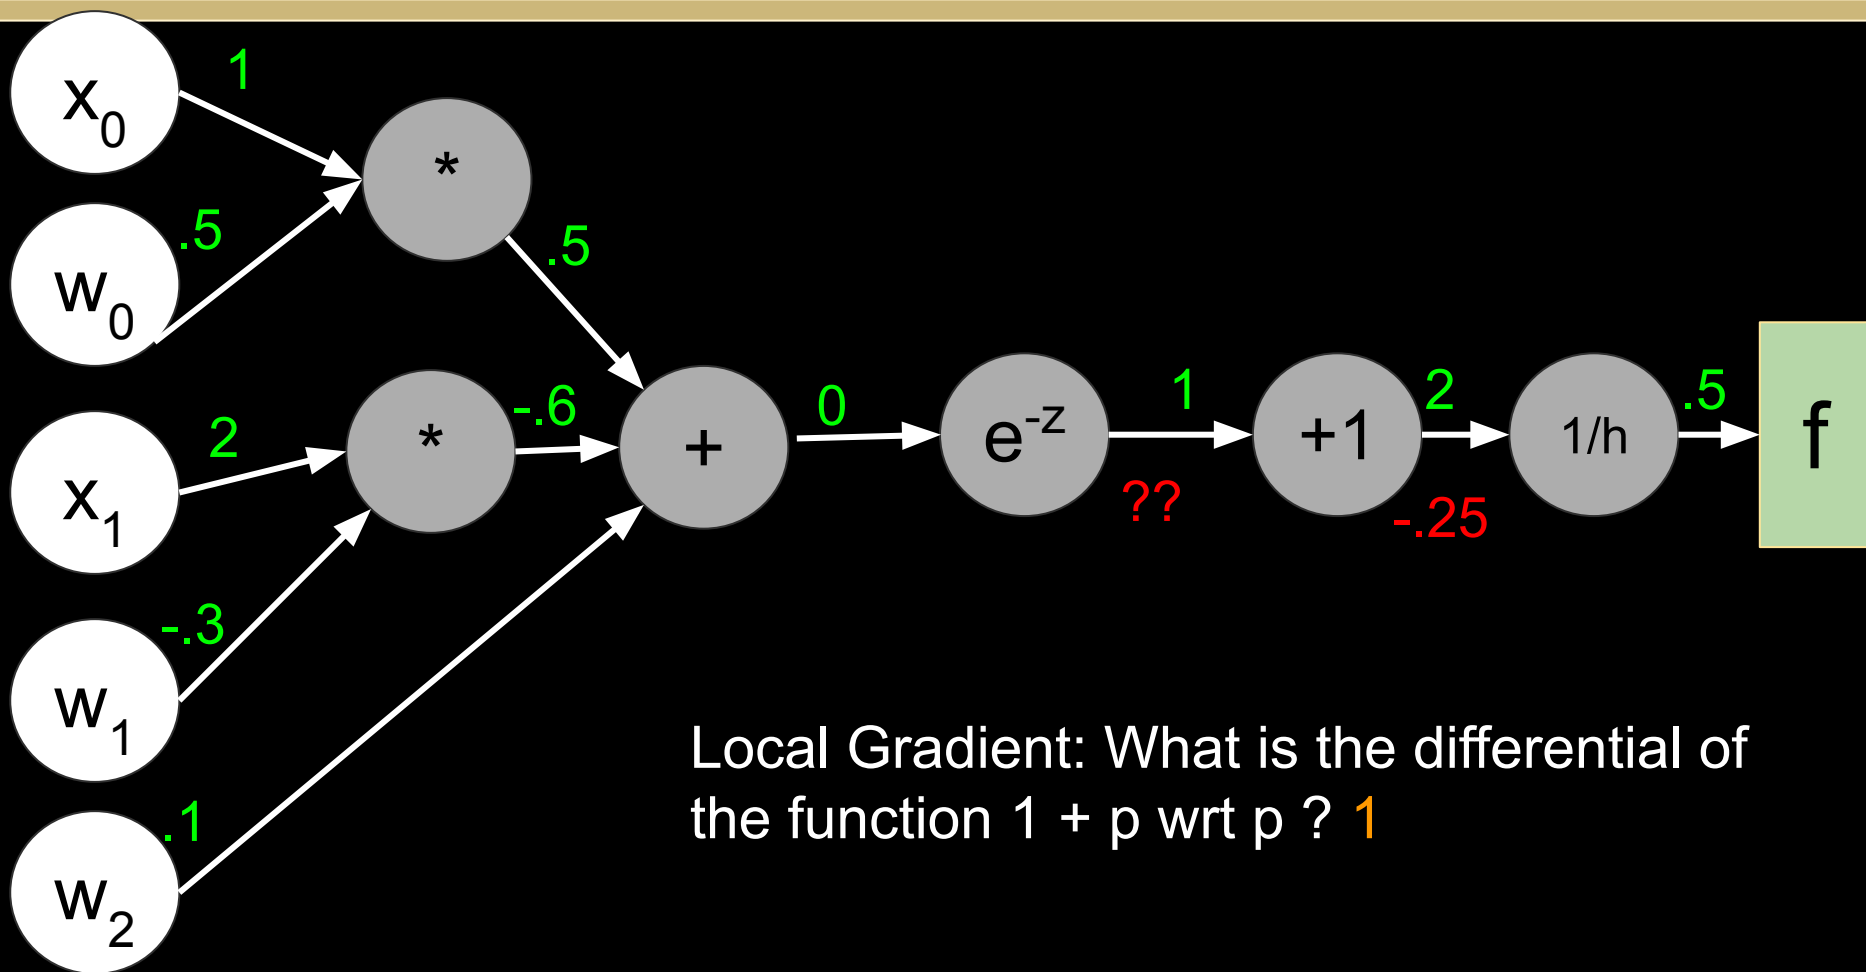 x0
1
*
w0
.5
.5
x1
2
*
-.6
+
0
e-z
1
??
+1
2
-.25
1/h
.5
f
w1
-.3
w2
.1
Local Gradient: What is the differential of
the function 1 + p wrt p ? 1